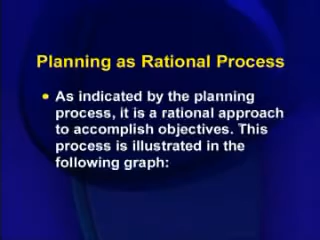 Planning as Rational Process
• As indicated by the planning
process, it is a rational approach
to accomplish objectives. This
process is illustrated in the
following graph: